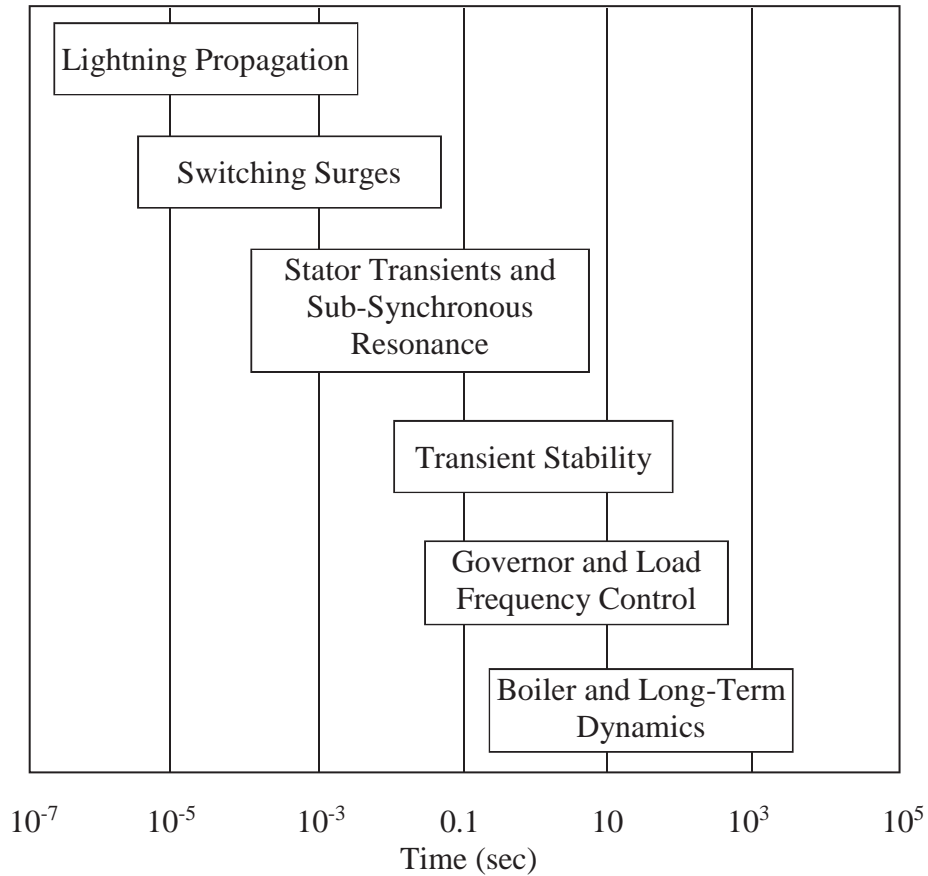 Lightning Propagation
Switching Surges
Stator Transients and
Sub-Synchronous
Resonance
Transient Stability
Governor and Load
Frequency Control
Boiler and Long-Term
Dynamics
10⁻⁷ 10⁻⁵ 10⁻³ 0.1 10 10³ 10⁵
Time (sec)